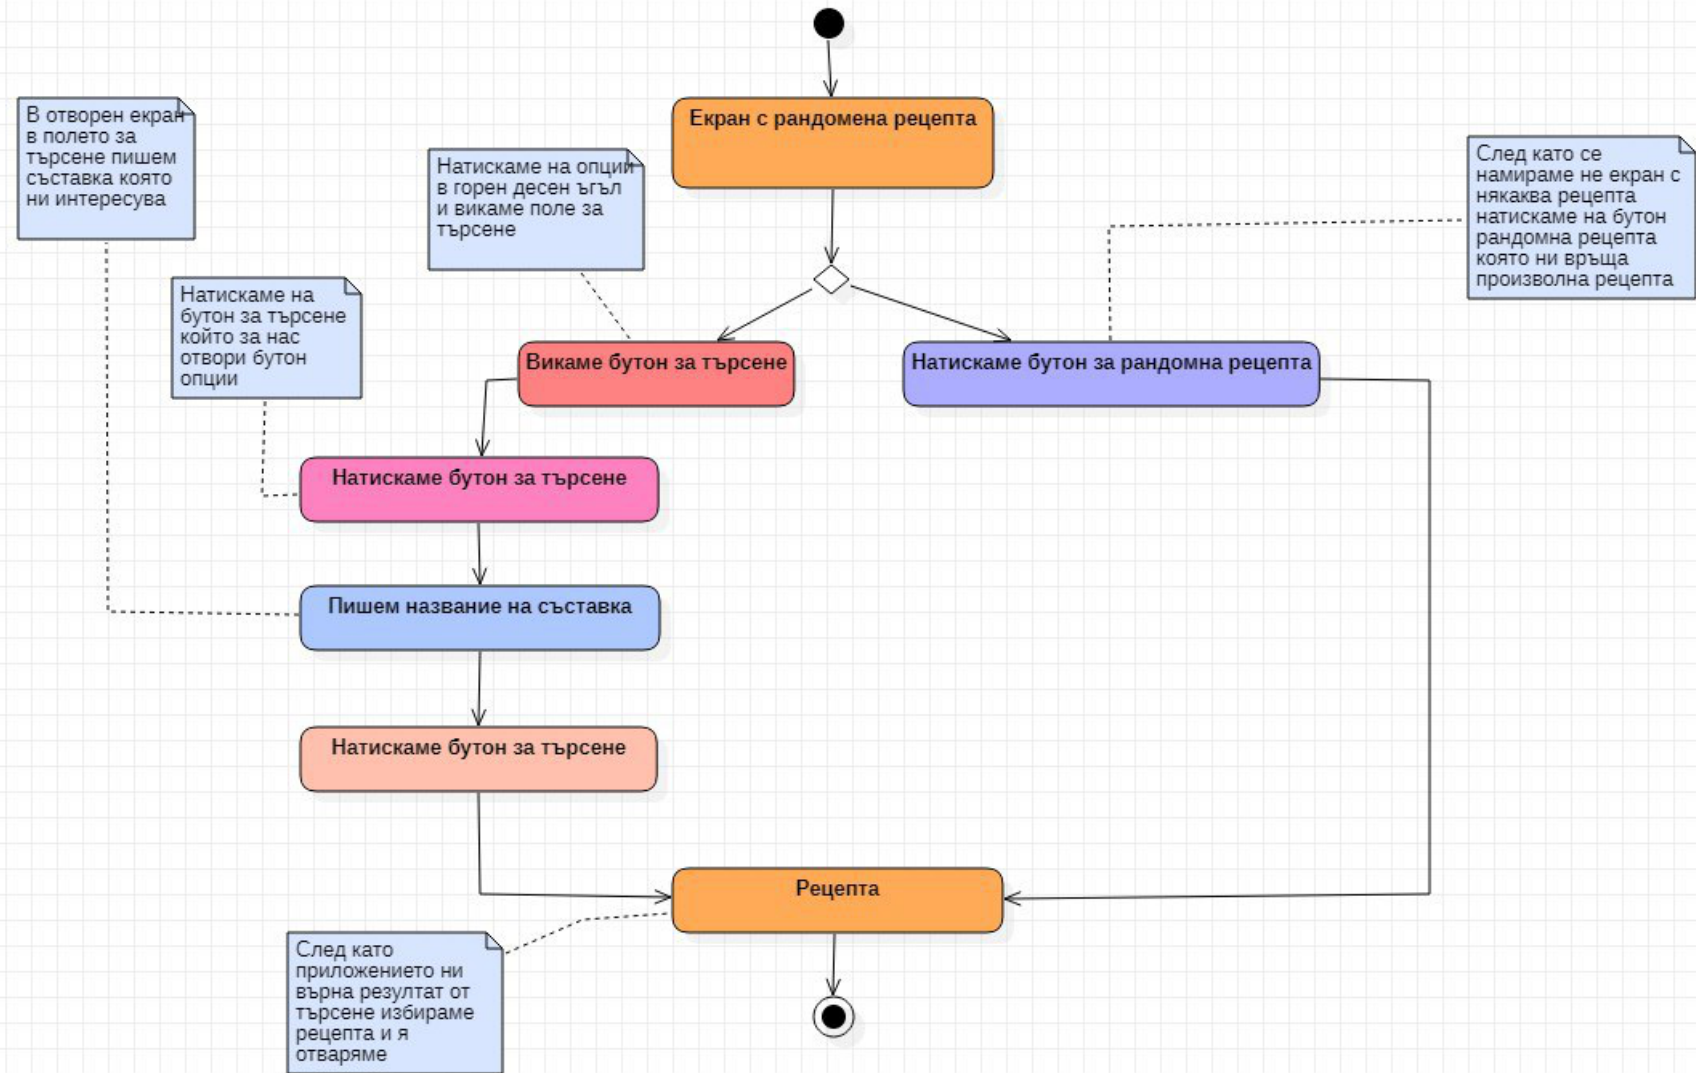 Екран с рандомена рецепта
В отворен екран
в полето за
търсене пишем
съставка която
ни интересува
Натискаме на опции
в горен десен ъгъл
и викаме поле за
търсене
След като се
намираме не екран с
някаква рецепта
натискаме на бутон
рандомна рецепта
която ни връща
произволна рецепта
Натискаме на
бутон за търсене
който за нас
отвори бутон
опции
Викаме бутон за търсене
Натискаме бутон за рандомна рецепта
Натискаме бутон за търсене
Пишем название на съставка
Натискаме бутон за търсене
Рецепта
След като
приложението ни
върна резултат от
търсене избираме
рецепта и я
отваряме